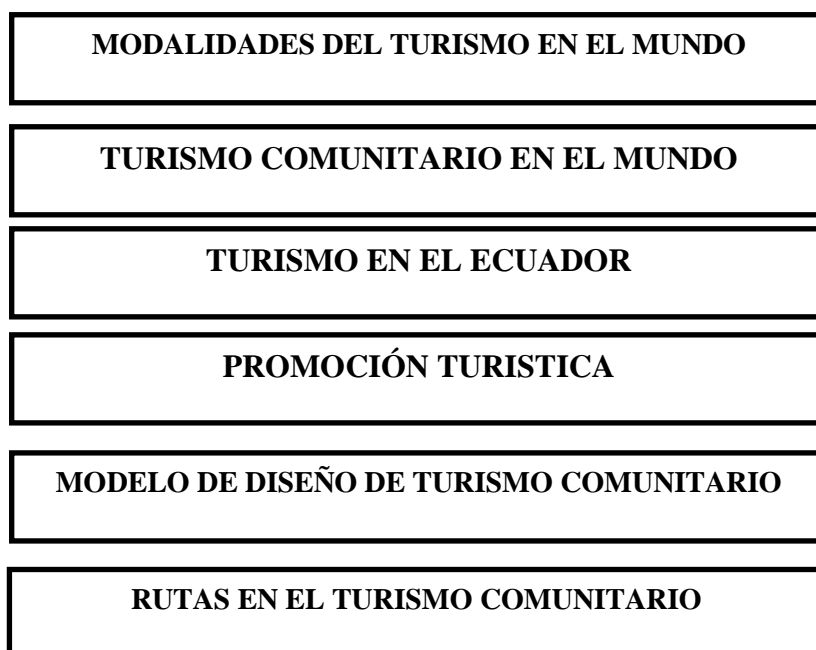 MODALIDADES DEL TURISMO EN EL MUNDO
TURISMO COMUNITARIO EN EL MUNDO
TURISMO EN EL ECUADOR
PROMOCIÓN TURISTICA
MODELO DE DISEÑO DE TURISMO COMUNITARIO
RUTAS EN EL TURISMO COMUNITARIO